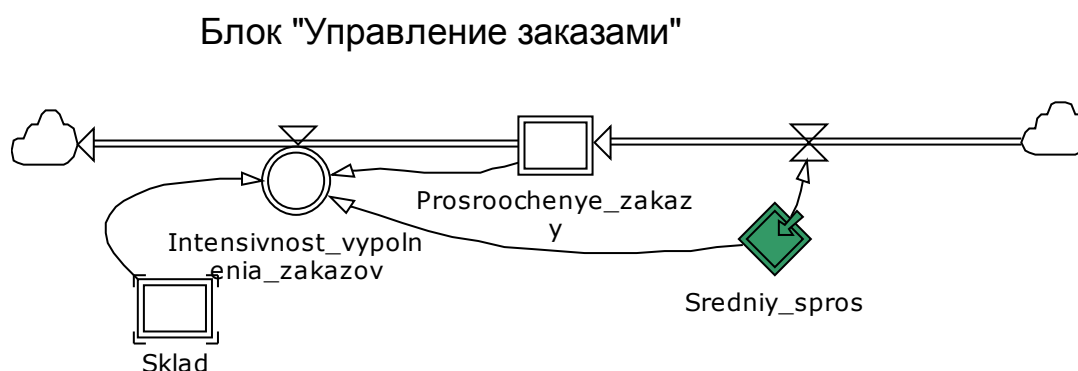 Блок "Управление заказами"
Prosroochenye_zakaz
y
Intensivnost_vypoln
enia_zakazov
Sredniy_spros
Sklad